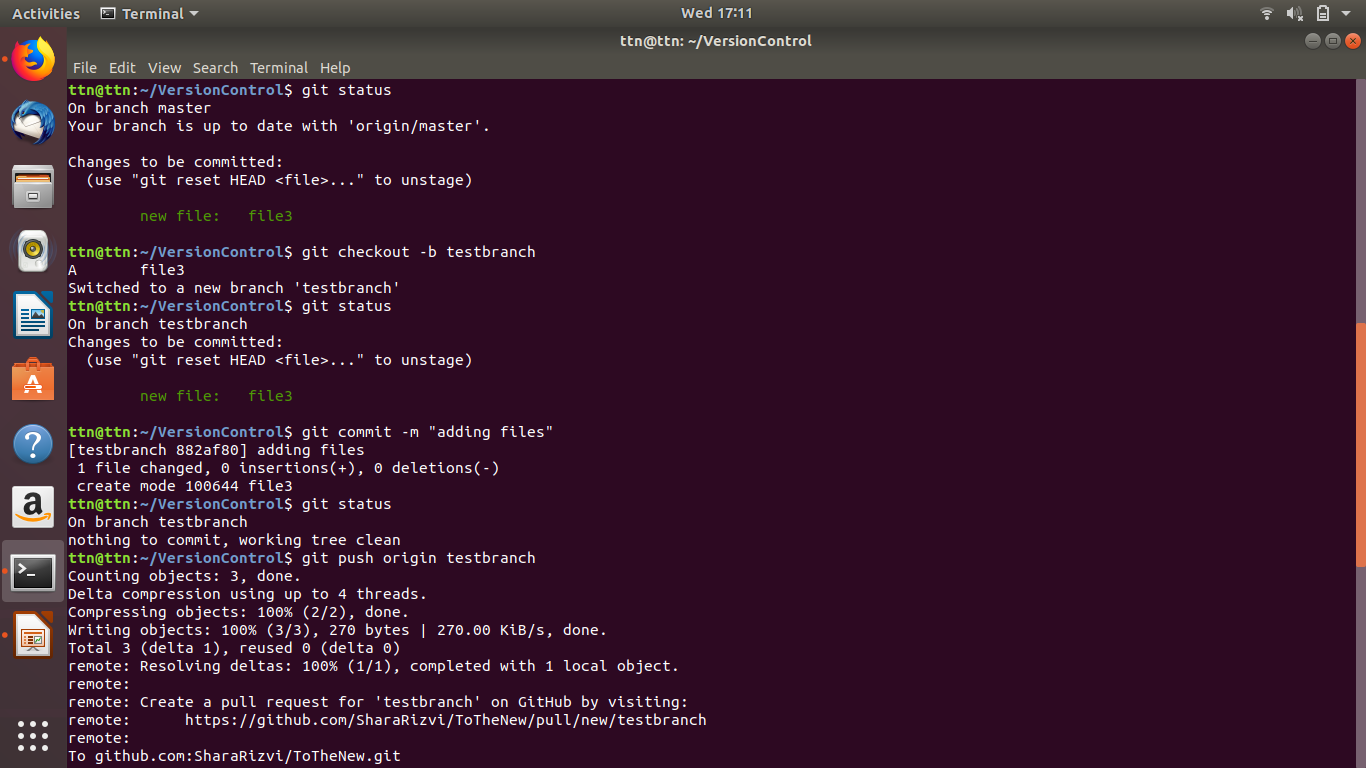 Activities Terminal Wed 17:11
ttn@ttn: ~/VersionControl
File Edit View Search Terminal Help
ttn@ttn:~/VersionControl$ git status
On branch master
Your branch is up to date with 'origin/master'.
Changes to be committed:
  (use "git reset HEAD <file>..." to unstage)
        new file:   file3
ttn@ttn:~/VersionControl$ git checkout -b testbranch
A       file3
Switched to a new branch 'testbranch'
ttn@ttn:~/VersionControl$ git status
On branch testbranch
Changes to be committed:
  (use "git reset HEAD <file>..." to unstage)
        new file:   file3
ttn@ttn:~/VersionControl$ git commit -m "adding files"
[testbranch 882af80] adding files
 1 file changed, 0 insertions(+), 0 deletions(-)
 create mode 100644 file3
ttn@ttn:~/VersionControl$ git status
On branch testbranch
nothing to commit, working tree clean
ttn@ttn:~/VersionControl$ git push origin testbranch
Counting objects: 3, done.
Delta compression using up to 4 threads.
Compressing objects: 100% (2/2), done.
Writing objects: 100% (3/3), 270 bytes | 270.00 KiB/s, done.
Total 3 (delta 1), reused 0 (delta 0)
remote: Resolving deltas: 100% (1/1), completed with 1 local object.
remote:
remote: Create a pull request for 'testbranch' on GitHub by visiting:
remote:      https://github.com/SharaRizvi/ToTheNew/pull/new/testbranch
remote:
To github.com:SharaRizvi/ToTheNew.git